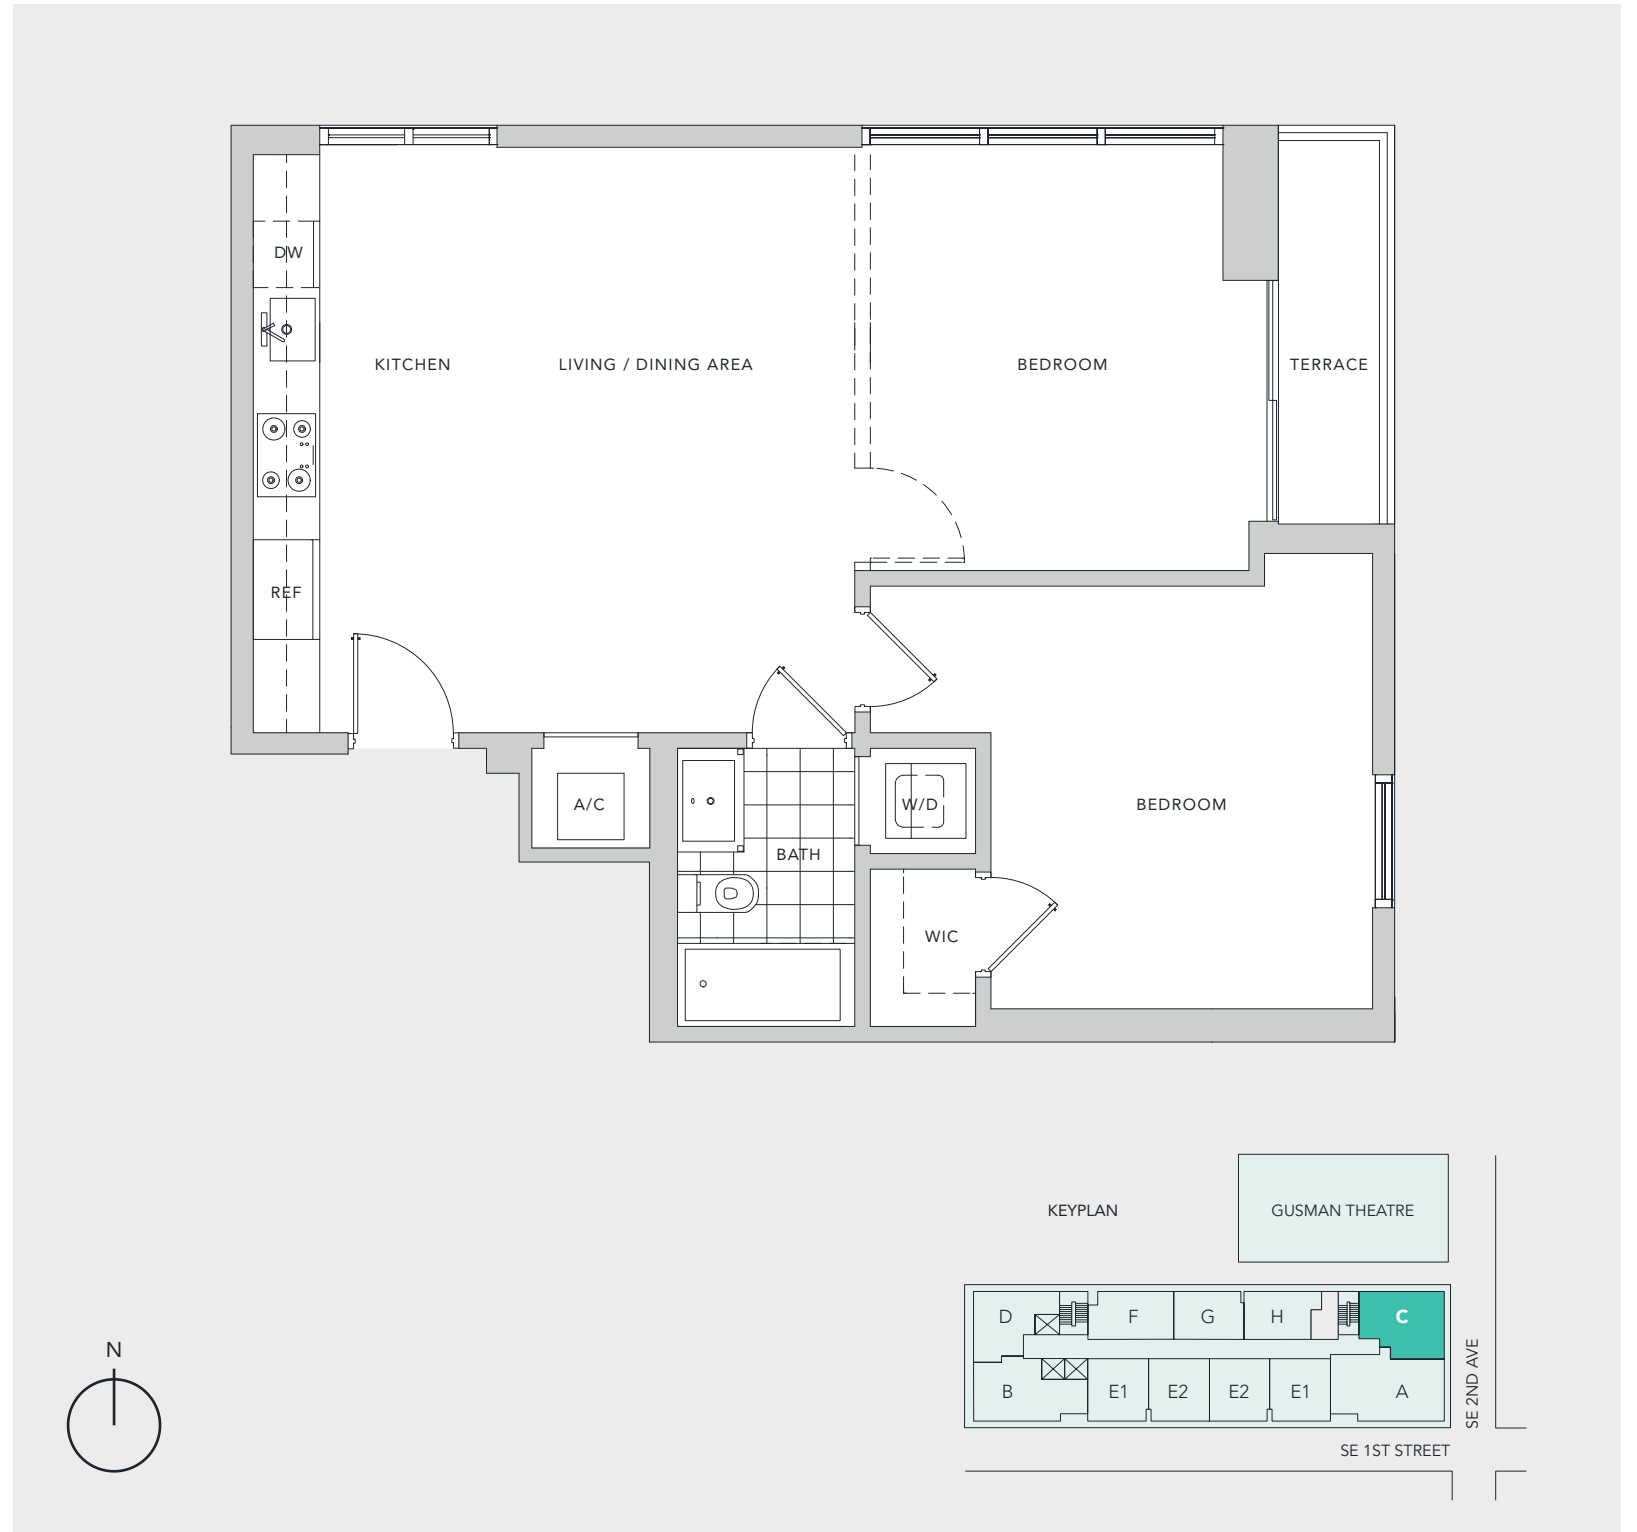 DW
KITCHEN
LIVING / DINING AREA
BEDROOM
TERRACE
REF
A/C
W/D
BEDROOM
BATH
WIC
KEYPLAN
GUSMAN THEATRE
D
F
G
H
C
B
E1
E2
E2
E1
A
SE 2ND AVE
SE 1ST STREET
N